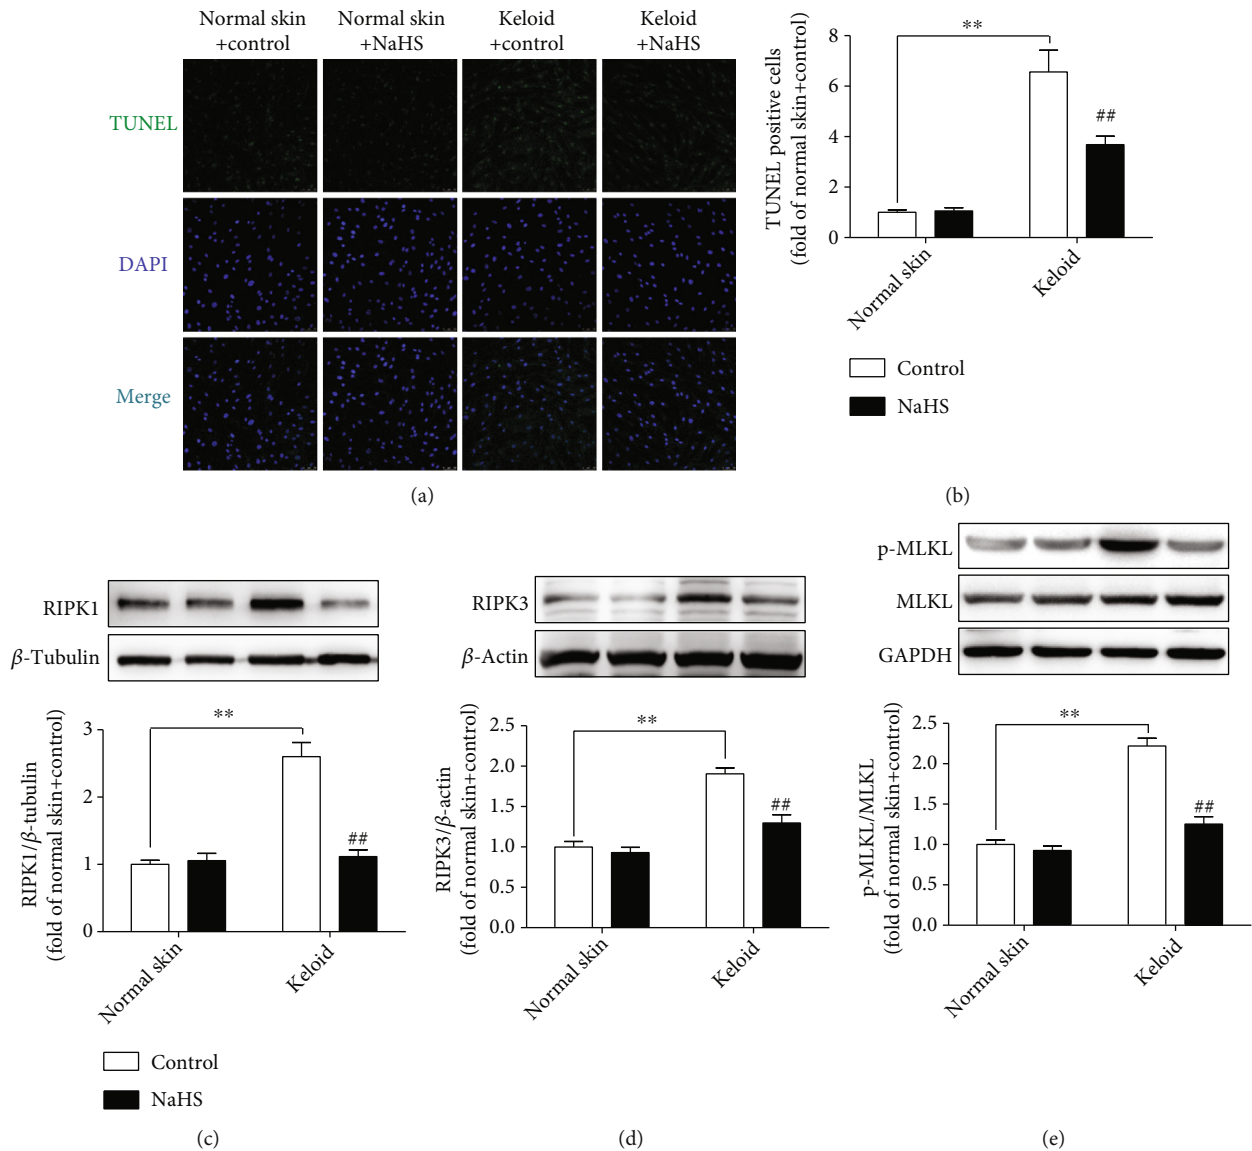 Normal skin
+control
Normal skin
+NaHS
Keloid
+control
Keloid
+NaHS
TUNEL
DAPI
Merge
(a)
TUNEL positive cells
(fold of normal skin+control)
8
6
4
2
0
**
##
Normal skin
Keloid
Control
NaHS
(b)
RIPK1
β-Tubulin
RIPK1/β-tubulin
(fold of normal skin+control)
3
2
1
0
**
##
Normal skin
Keloid
Control
NaHS
(c)
RIPK3
β-Actin
RIPK3/β-actin
(fold of normal skin+control)
2.5
2.0
1.5
1.0
0.5
0.0
**
##
Normal skin
Keloid
(d)
p-MLKL
MLKL
GAPDH
p-MLKL/MLKL
(fold of normal skin+control)
2.5
2.0
1.5
1.0
0.5
0.0
**
##
Normal skin
Keloid
(e)